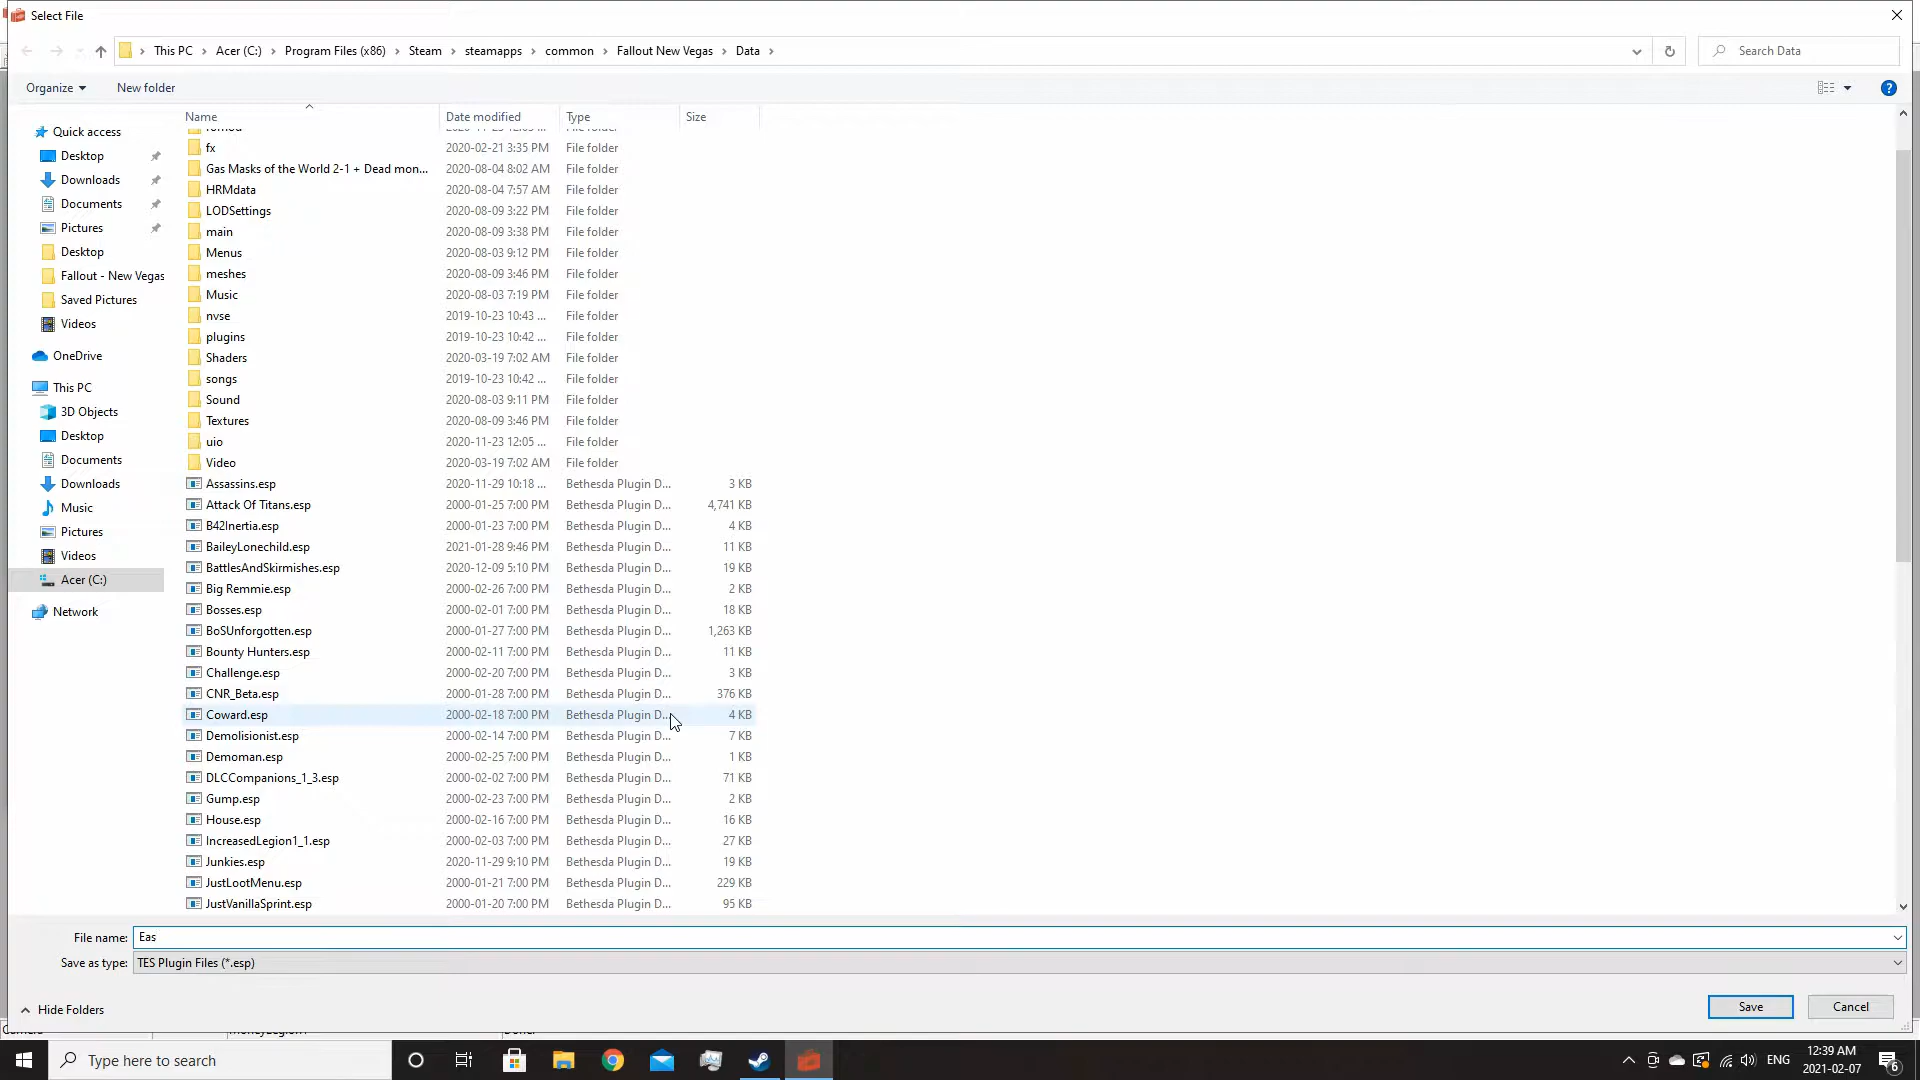 Select File
This PC > Acer (C:) > Program Files (x86) > Steam > steamapps > common > Fallout New Vegas > Data >
Search Data
Organize
New folder
Name
Date modified
Type
Size
Quick access
Desktop
Downloads
Documents
Pictures
Desktop
Fallout - New Vegas
Saved Pictures
Videos
OneDrive
This PC
3D Objects
Desktop
Documents
Downloads
Music
Pictures
Videos
Acer (C:)
Network
fomod 2020-11-23 12:05 ... File folder
fx 2020-02-21 3:35 PM File folder
Gas Masks of the World 2-1 + Dead mon... 2020-08-04 8:02 AM File folder
HRMdata 2020-08-04 7:57 AM File folder
LODSettings 2020-08-09 3:22 PM File folder
main 2020-08-09 3:38 PM File folder
Menus 2020-08-03 9:12 PM File folder
meshes 2020-08-09 3:46 PM File folder
Music 2020-08-03 7:19 PM File folder
nvse 2019-10-23 10:43 ... File folder
plugins 2019-10-23 10:42 ... File folder
Shaders 2020-03-19 7:02 AM File folder
songs 2019-10-23 10:42 ... File folder
Sound 2020-08-03 9:11 PM File folder
Textures 2020-08-09 3:46 PM File folder
uio 2020-11-23 12:05 ... File folder
Video 2020-03-19 7:02 AM File folder
Assassins.esp 2020-11-29 10:18 ... Bethesda Plugin D... 3 KB
Attack Of Titans.esp 2000-01-25 7:00 PM Bethesda Plugin D... 4,741 KB
B42Inertia.esp 2000-01-23 7:00 PM Bethesda Plugin D... 4 KB
BaileyLonechild.esp 2021-01-28 9:46 PM Bethesda Plugin D... 11 KB
BattlesAndSkirmishes.esp 2020-12-09 5:10 PM Bethesda Plugin D... 19 KB
Big Remmie.esp 2000-02-26 7:00 PM Bethesda Plugin D... 2 KB
Bosses.esp 2000-02-01 7:00 PM Bethesda Plugin D... 18 KB
BoSUnforgotten.esp 2000-01-27 7:00 PM Bethesda Plugin D... 1,263 KB
Bounty Hunters.esp 2000-02-11 7:00 PM Bethesda Plugin D... 11 KB
Challenge.esp 2000-02-20 7:00 PM Bethesda Plugin D... 3 KB
CNR_Beta.esp 2000-01-28 7:00 PM Bethesda Plugin D... 376 KB
Coward.esp 2000-02-18 7:00 PM Bethesda Plugin D... 4 KB
Demolisionist.esp 2000-02-14 7:00 PM Bethesda Plugin D... 7 KB
Demoman.esp 2000-02-25 7:00 PM Bethesda Plugin D... 1 KB
DLCCompanions_1_3.esp 2000-02-02 7:00 PM Bethesda Plugin D... 71 KB
Gump.esp 2000-02-23 7:00 PM Bethesda Plugin D... 2 KB
House.esp 2000-02-16 7:00 PM Bethesda Plugin D... 16 KB
IncreasedLegion1_1.esp 2000-02-03 7:00 PM Bethesda Plugin D... 27 KB
Junkies.esp 2020-11-29 9:10 PM Bethesda Plugin D... 19 KB
JustLootMenu.esp 2000-01-21 7:00 PM Bethesda Plugin D... 229 KB
JustVanillaSprint.esp 2000-01-20 7:00 PM Bethesda Plugin D... 95 KB
File name: Eas
Save as type: TES Plugin Files (*.esp)
Hide Folders
Save
Cancel
Type here to search
ENG
12:39 AM
2021-02-07
6